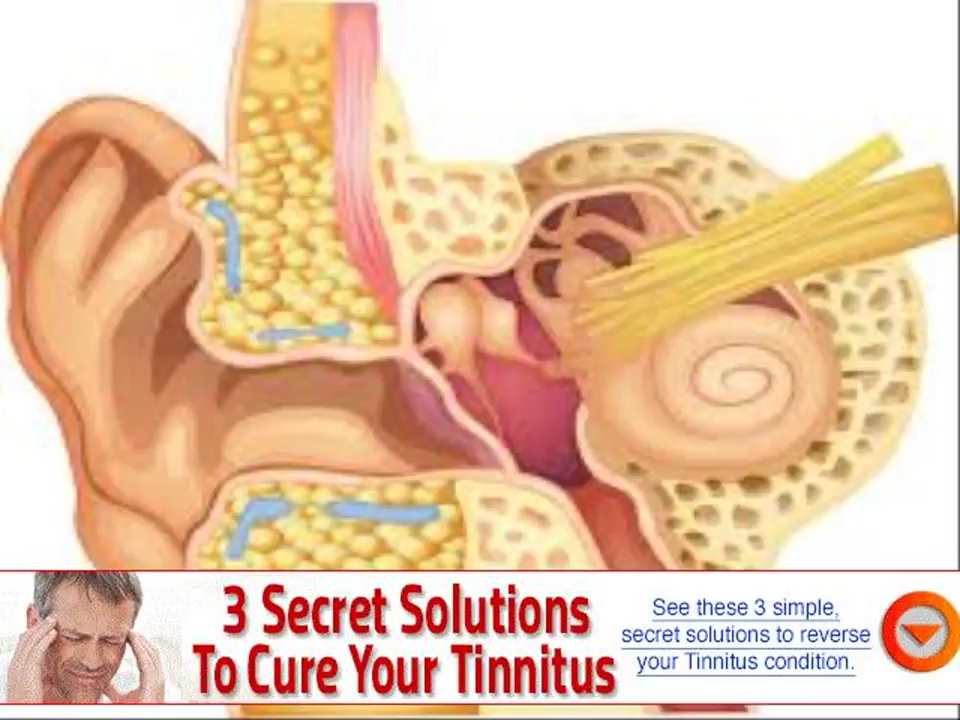 3 Secret Solutions
To Cure Your Tinnitus
See these 3 simple,
secret solutions to reverse
your Tinnitus condition.